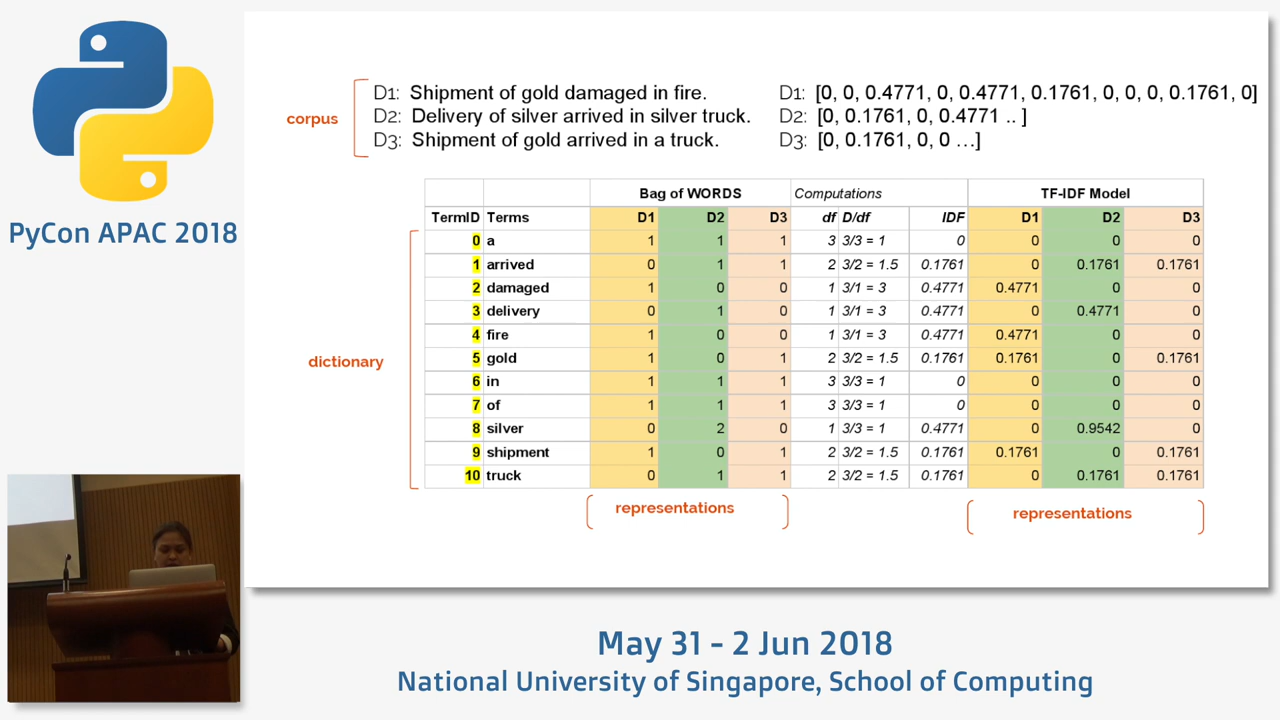 PyCon APAC 2018
corpus
D1: Shipment of gold damaged in fire.
D2: Delivery of silver arrived in silver truck.
D3: Shipment of gold arrived in a truck.
D1: [0, 0, 0.4771, 0, 0.4771, 0.1761, 0, 0, 0, 0.1761, 0]
D2: [0, 0.1761, 0, 0.4771 .. ]
D3: [0, 0.1761, 0, 0 ...]
Bag of WORDS Computations TF-IDF Model
TermID Terms D1 D2 D3 df D/df IDF D1 D2 D3
0 a 1 1 1 3 3/3 = 1 0 0 0 0
1 arrived 0 1 1 2 3/2 = 1.5 0.1761 0 0.1761 0.1761
2 damaged 1 0 0 1 3/1 = 3 0.4771 0.4771 0 0
3 delivery 0 1 0 1 3/1 = 3 0.4771 0 0.4771 0
4 fire 1 0 0 1 3/1 = 3 0.4771 0.4771 0 0
5 gold 1 0 1 2 3/2 = 1.5 0.1761 0.1761 0 0.1761
6 in 1 1 1 3 3/3 = 1 0 0 0 0
7 of 1 1 1 3 3/3 = 1 0 0 0 0
8 silver 0 2 0 1 3/3 = 1 0.4771 0 0.9542 0
9 shipment 1 0 1 2 3/2 = 1.5 0.1761 0.1761 0 0.1761
10 truck 0 1 1 2 3/2 = 1.5 0.1761 0 0.1761 0.1761
dictionary
representations
representations
May 31 - 2 Jun 2018
National University of Singapore, School of Computing